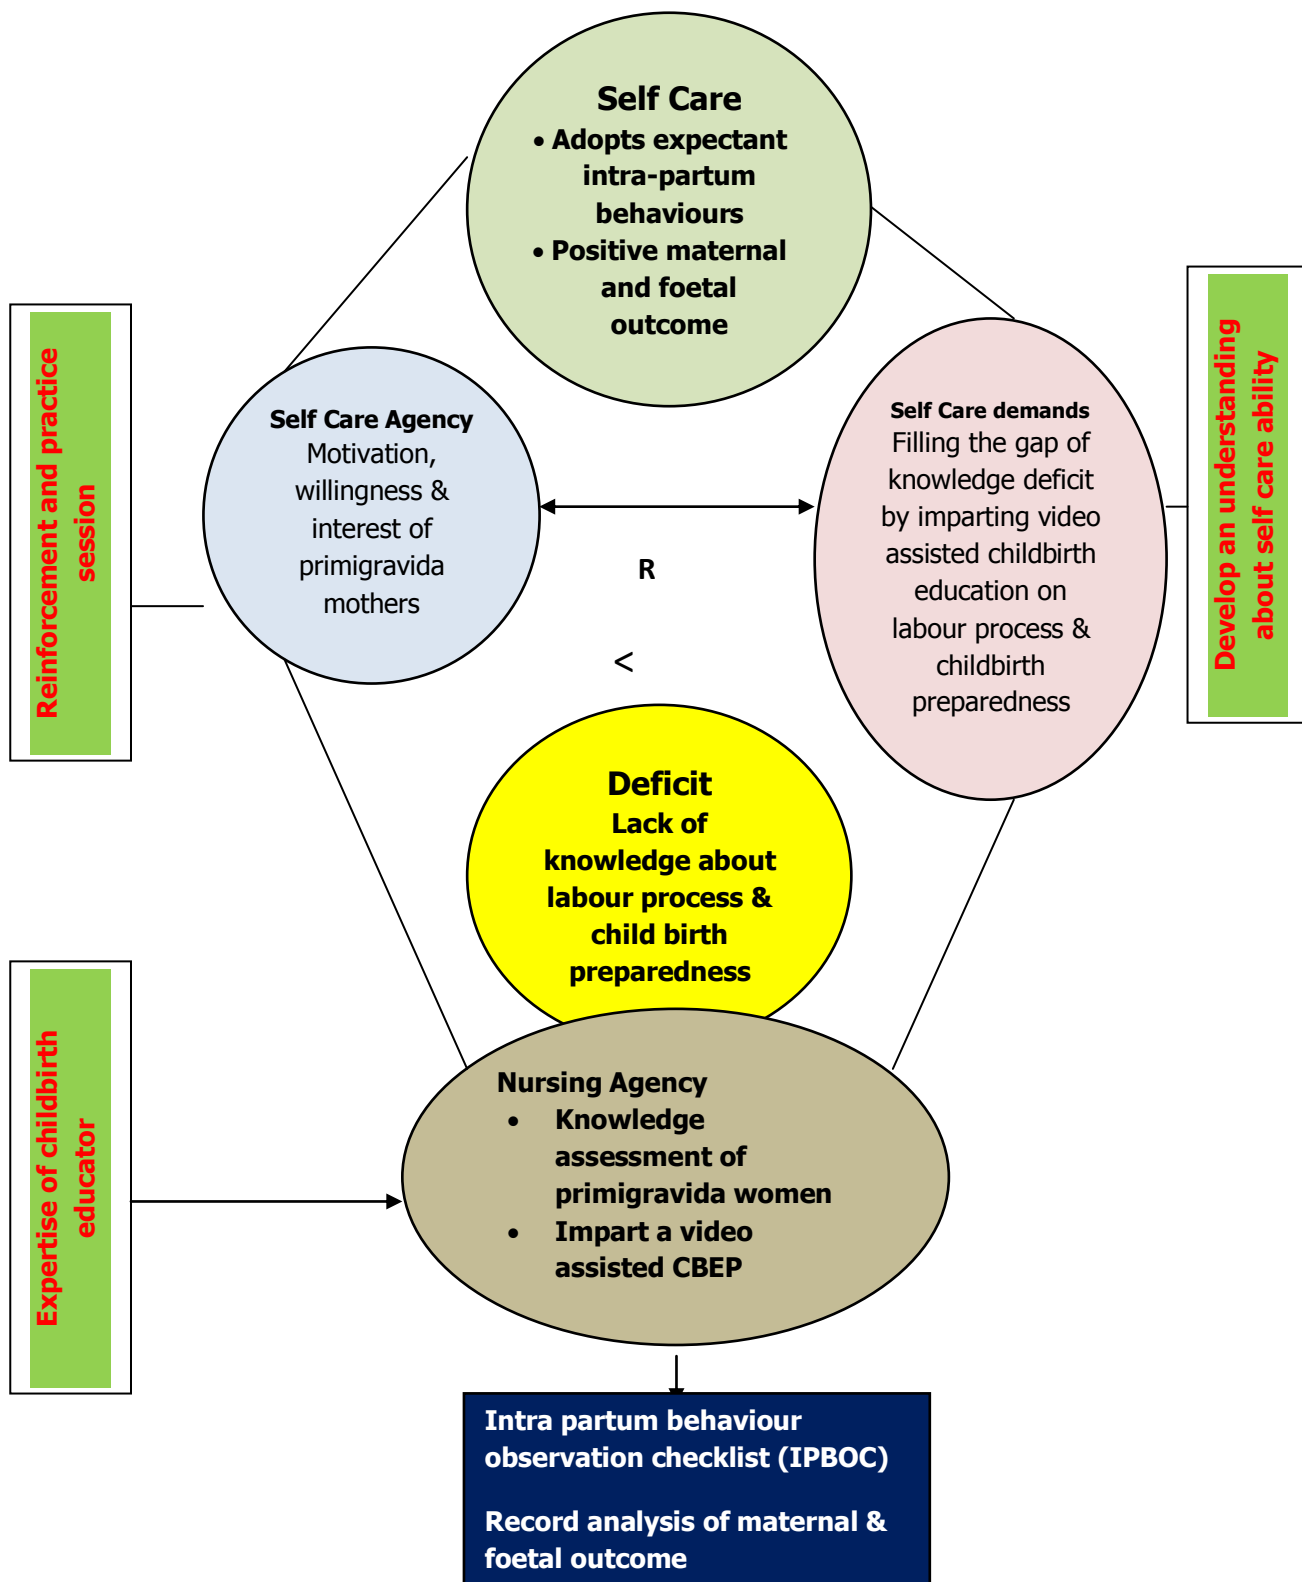 Self Care
• Adopts expectant
intra-partum
behaviours
• Positive maternal
and foetal
outcome
Reinforcement and practice
session
Self Care Agency
Motivation,
willingness &
interest of
primigravida
mothers
R
<
Self Care demands
Filling the gap of
knowledge deficit
by imparting video
assisted childbirth
education on
labour process &
childbirth
preparedness
Develop an understanding
about self care ability
Deficit
Lack of
knowledge about
labour process &
child birth
preparedness
Expertise of childbirth
educator
Nursing Agency
• Knowledge
assessment of
primigravida women
• Impart a video
assisted CBEP
Intra partum behaviour
observation checklist (IPBOC)
Record analysis of maternal &
foetal outcome